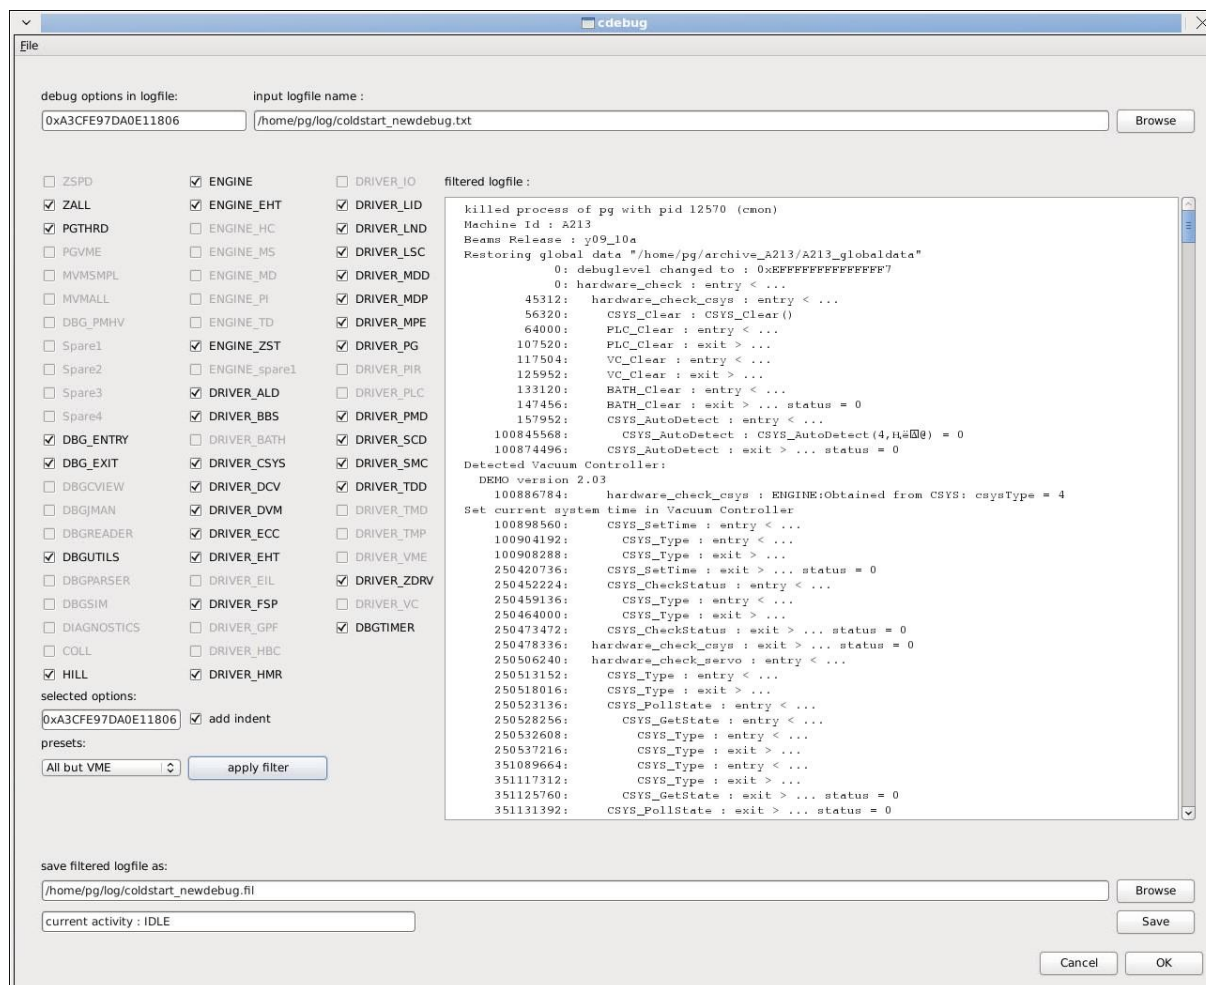 cdebug
File
debug options in logfile:
input logfile name :
0xA3CFE97DA0E11806
/home/pg/log/coldstart_newdebug.txt
Browse
ZSPD
ZALL
PGTHRD
PGVME
MVMSMPL
MVMALL
DBG_PMHV
Spare1
Spare2
Spare3
Spare4
DBG_ENTRY
DBG_EXIT
DBGCVIEW
DBGJMAN
DBGREADER
DBGUTILS
DBGPARSER
DBGSIM
DIAGNOSTICS
COLL
HILL
ENGINE
ENGINE_EHT
ENGINE_HC
ENGINE_MS
ENGINE_MD
ENGINE_PI
ENGINE_TD
ENGINE_ZST
ENGINE_spare1
DRIVER_ALD
DRIVER_BBS
DRIVER_BATH
DRIVER_CSYS
DRIVER_DCV
DRIVER_DVM
DRIVER_ECC
DRIVER_EHT
DRIVER_EIL
DRIVER_FSP
DRIVER_GPF
DRIVER_HBC
DRIVER_HMR
DRIVER_IO
DRIVER_LID
DRIVER_LND
DRIVER_LSC
DRIVER_MDD
DRIVER_MDP
DRIVER_MPE
DRIVER_PG
DRIVER_PIR
DRIVER_PLC
DRIVER_PMD
DRIVER_SCD
DRIVER_SMC
DRIVER_TDD
DRIVER_TMD
DRIVER_TMP
DRIVER_VME
DRIVER_ZDRV
DRIVER_VC
DBGTIMER
selected options:
0xA3CFE97DA0E11806
add indent
presets:
All but VME
apply filter
filtered logfile :
killed process of pg with pid 12570 (cmon)
Machine Id : A213
Beams Release : y09_10a
Restoring global data "/home/pg/archive_A213/A213_globaldata"
0: debuglevel changed to : 0xEFFFFFFFFFFFFFF7
0: hardware_check : entry < ...
45312: hardware_check_csys : entry < ...
56320: CSYS_Clear : CSYS_Clear()
64000: PLC_Clear : entry < ...
107520: PLC_Clear : exit > ...
117504: VC_Clear : entry < ...
125952: VC_Clear : exit > ...
133120: BATH_Clear : entry < ...
147456: BATH_Clear : exit > ... status = 0
157952: CSYS_AutoDetect : entry < ...
100845568: CSYS_AutoDetect : = 0
100874496: CSYS_AutoDetect : exit > ... status = 0
Detected Vacuum Controller:
DEMO version 2.03
100886784: hardware_check_csys : ENGINE:Obtained from CSYS: csysType = 4
Set current system time in Vacuum Controller
100898560: CSYS_SetTime : entry < ...
100904192: CSYS_Type : entry < ...
100908288: CSYS_Type : exit > ...
250420736: CSYS_SetTime : exit > ... status = 0
250452224: CSYS_CheckStatus : entry < ...
250459136: CSYS_Type : entry < ...
250464000: CSYS_Type : exit > ...
250473472: CSYS_CheckStatus : exit > ... status = 0
250478336: hardware_check_csys : exit > ... status = 0
250506240: hardware_check_servo : entry < ...
250513152: CSYS_Type : entry < ...
250518016: CSYS_Type : exit > ...
250523136: CSYS_PollState : entry < ...
250528256: CSYS_GetState : entry < ...
250532608: CSYS_Type : entry < ...
250537216: CSYS_Type : exit > ...
351089664: CSYS_Type : entry < ...
351117312: CSYS_Type : exit > ...
351125760: CSYS_GetState : exit > ... status = 0
351131392: CSYS_PollState : exit > ... status = 0
save filtered logfile as:
/home/pg/log/coldstart_newdebug.fil
Browse
current activity : IDLE
Save
Cancel
OK